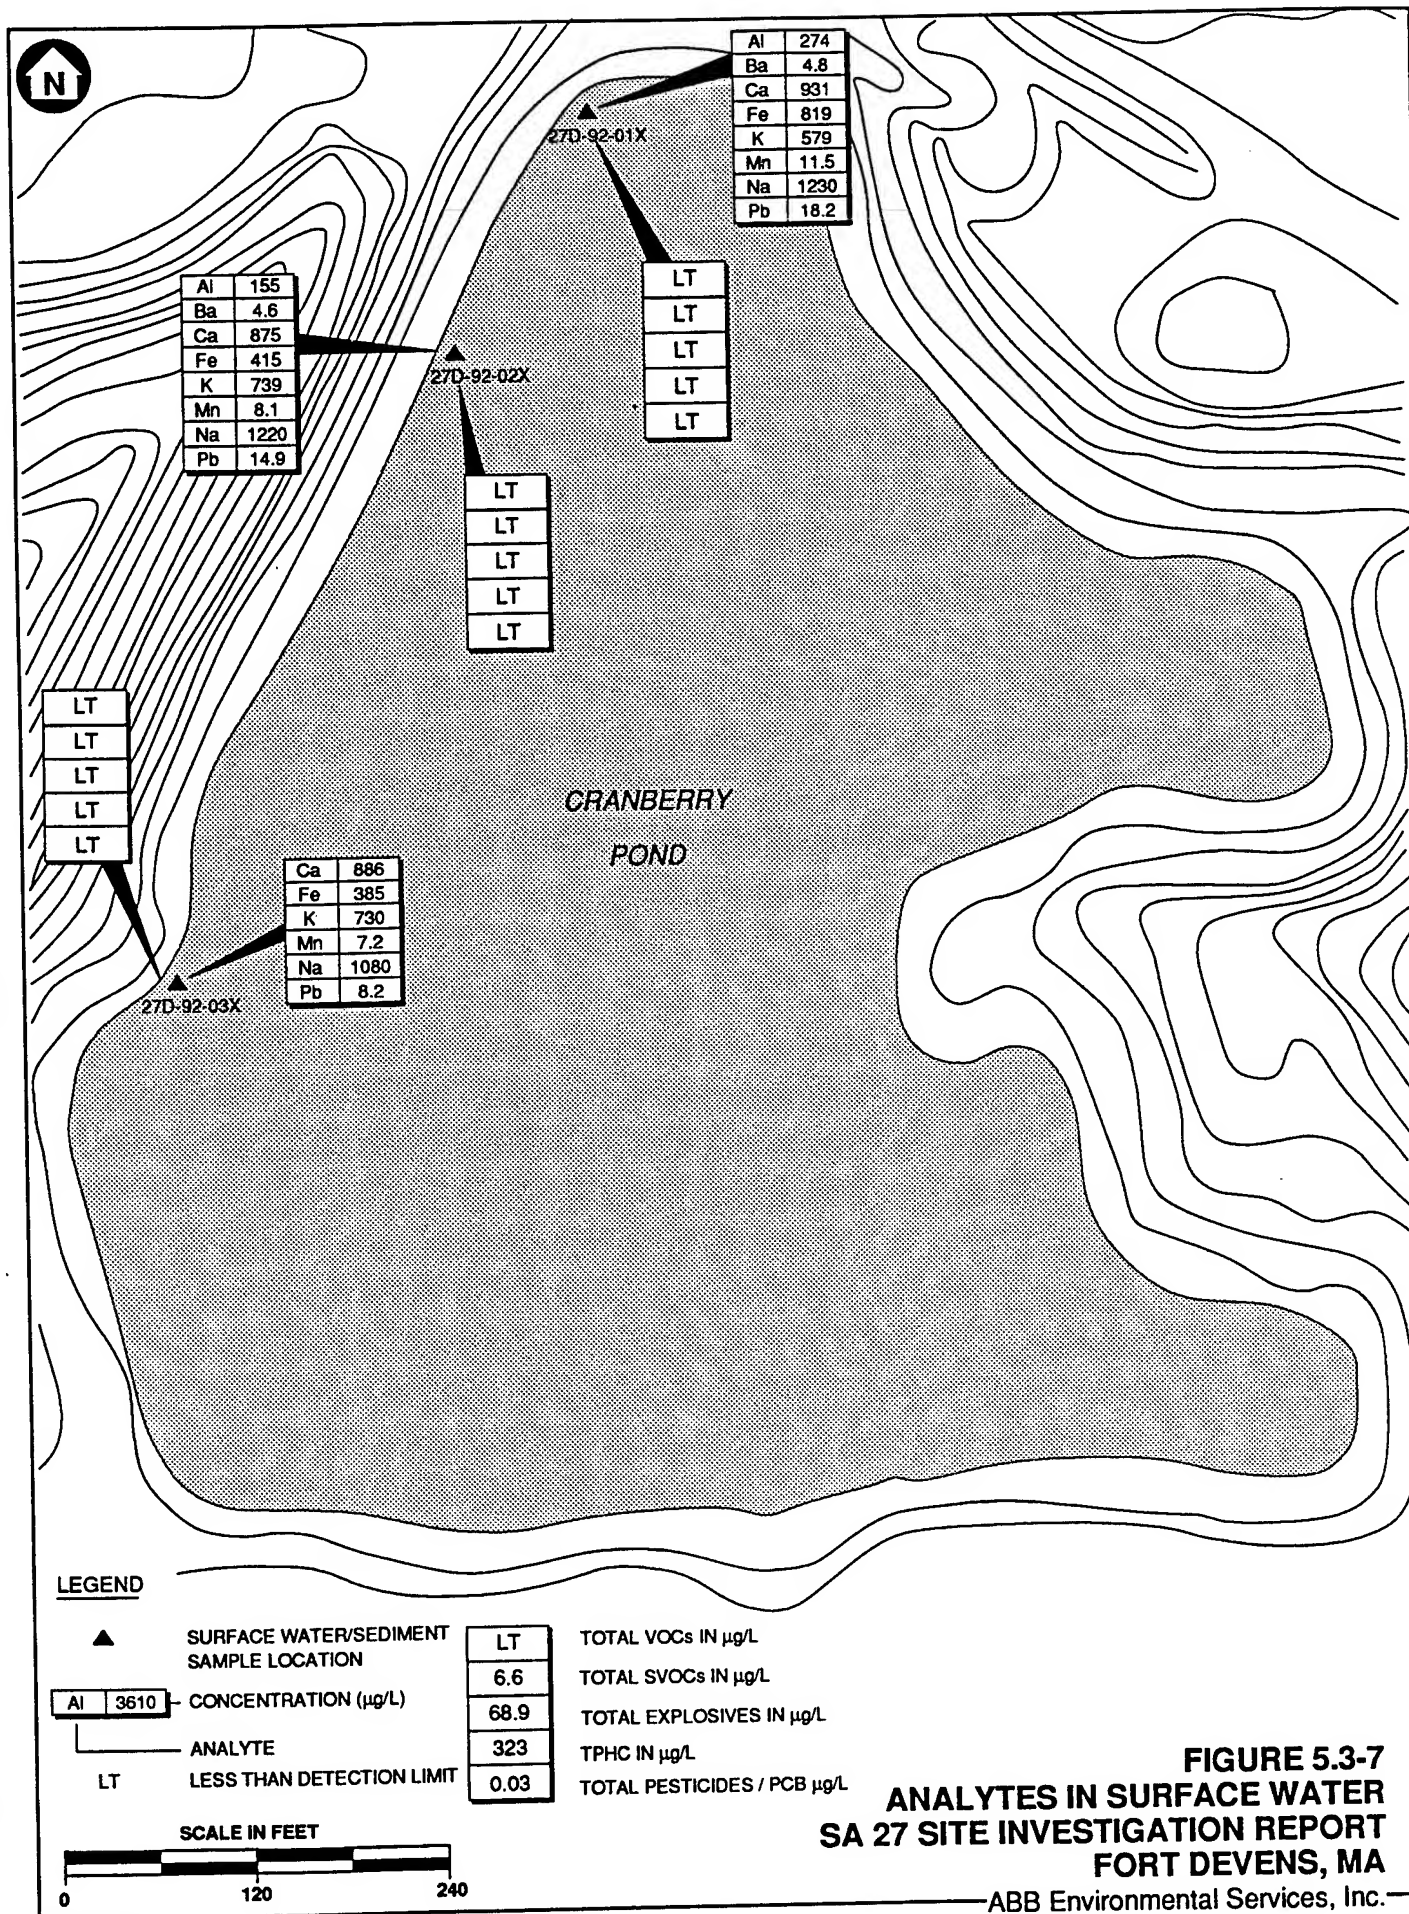 N
Al 274
Ba 4.8
Ca 931
Fe 819
K 579
Mn 11.5
Na 1230
Pb 18.2
27D-92-01X
LT
LT
LT
LT
LT
Al 155
Ba 4.6
Ca 875
Fe 415
K 739
Mn 8.1
Na 1220
Pb 14.9
27D-92-02X
LT
LT
LT
LT
LT
LT
LT
LT
LT
LT
CRANBERRY
POND
Ca 886
Fe 385
K 730
Mn 7.2
Na 1080
Pb 8.2
27D-92-03X
LEGEND
SURFACE WATER/SEDIMENT
SAMPLE LOCATION
Al 3610 CONCENTRATION (µg/L)
ANALYTE
LT LESS THAN DETECTION LIMIT
LT TOTAL VOCs IN µg/L
6.6 TOTAL SVOCs IN µg/L
68.9 TOTAL EXPLOSIVES IN µg/L
323 TPHC IN µg/L
0.03 TOTAL PESTICIDES / PCB µg/L
SCALE IN FEET
0 120 240
FIGURE 5.3-7
ANALYTES IN SURFACE WATER
SA 27 SITE INVESTIGATION REPORT
FORT DEVENS, MA
ABB Environmental Services, Inc.